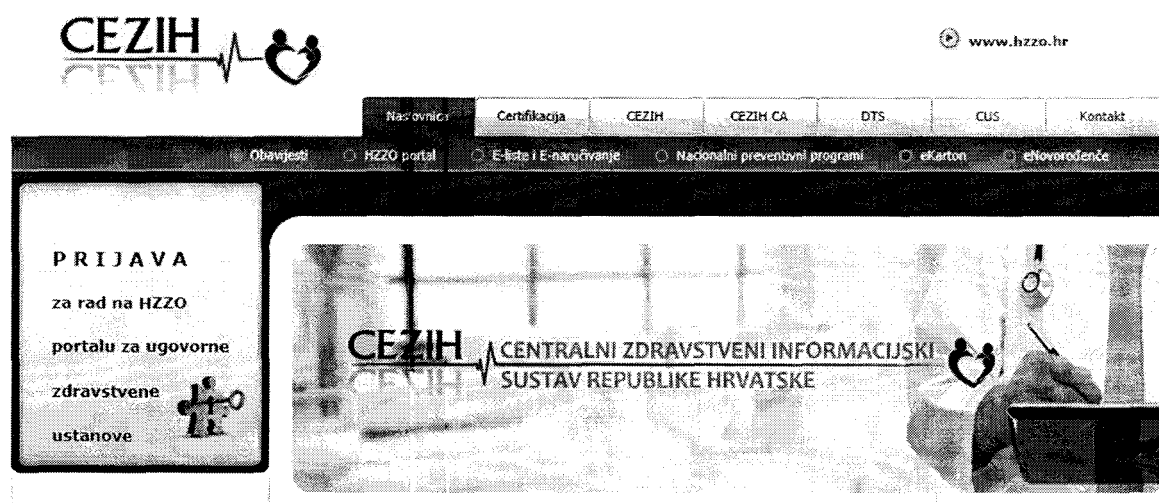 CEZIH
www.hzzo.hr
Naslovnica Certifikacija CEZIH CEZIH CA DTS CUS Kontakt
Obavijesti HZZO portal E-liste i E-naručivanje Nacionalni preventivni programi eKarton eNovorođenče
PRIJAVA
za rad na HZZO
portalu za ugovorne
zdravstvene
ustanove
CEZIH CENTRALNI ZDRAVSTVENI INFORMACIJSKI
SUSTAV REPUBLIKE HRVATSKE